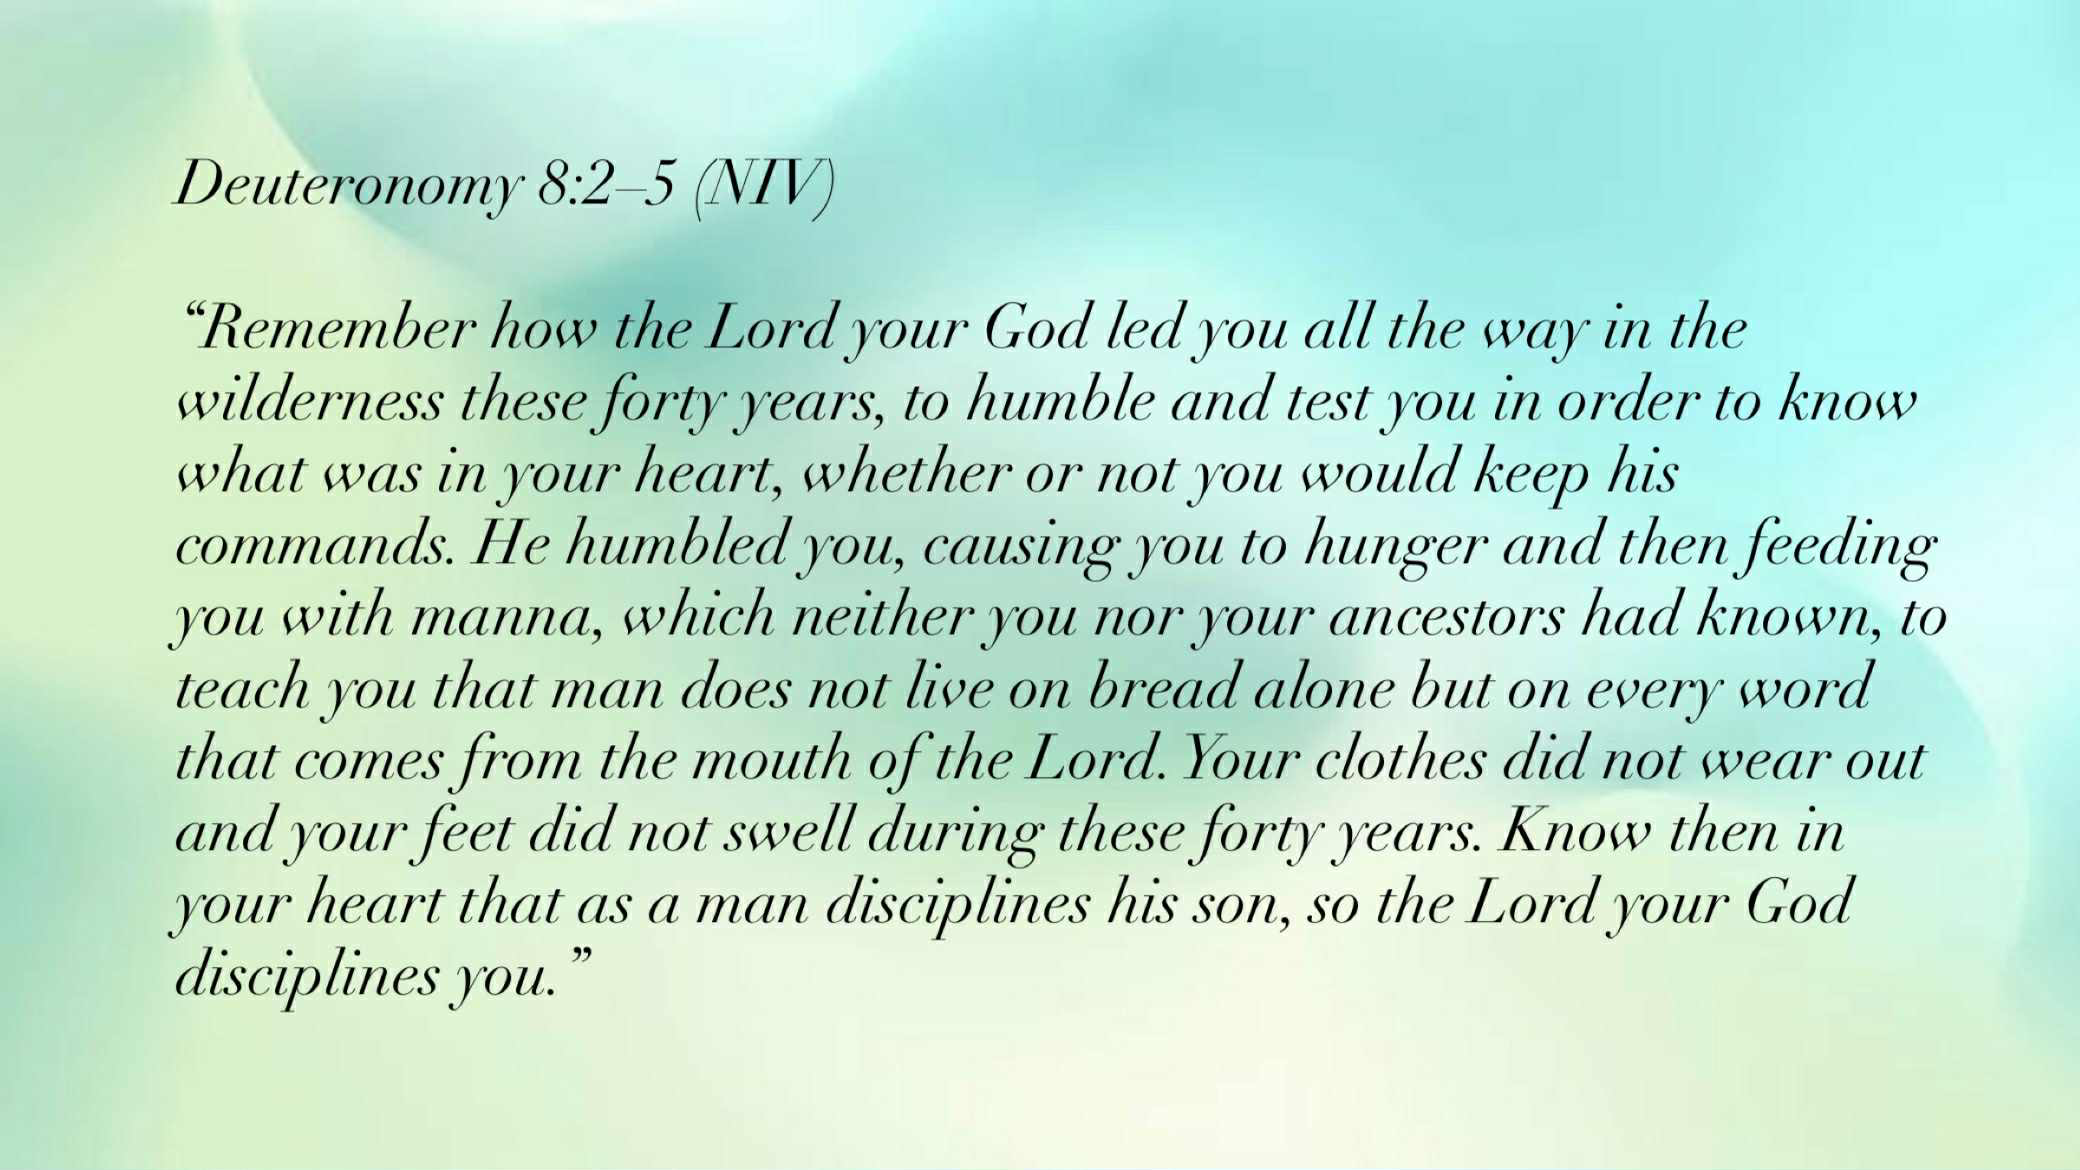 Deuteronomy 8:2–5 (NIV)
“Remember how the Lord your God led you all the way in the
wilderness these forty years, to humble and test you in order to know
what was in your heart, whether or not you would keep his
commands. He humbled you, causing you to hunger and then feeding
you with manna, which neither you nor your ancestors had known, to
teach you that man does not live on bread alone but on every word
that comes from the mouth of the Lord. Your clothes did not wear out
and your feet did not swell during these forty years. Know then in
your heart that as a man disciplines his son, so the Lord your God
disciplines you.”